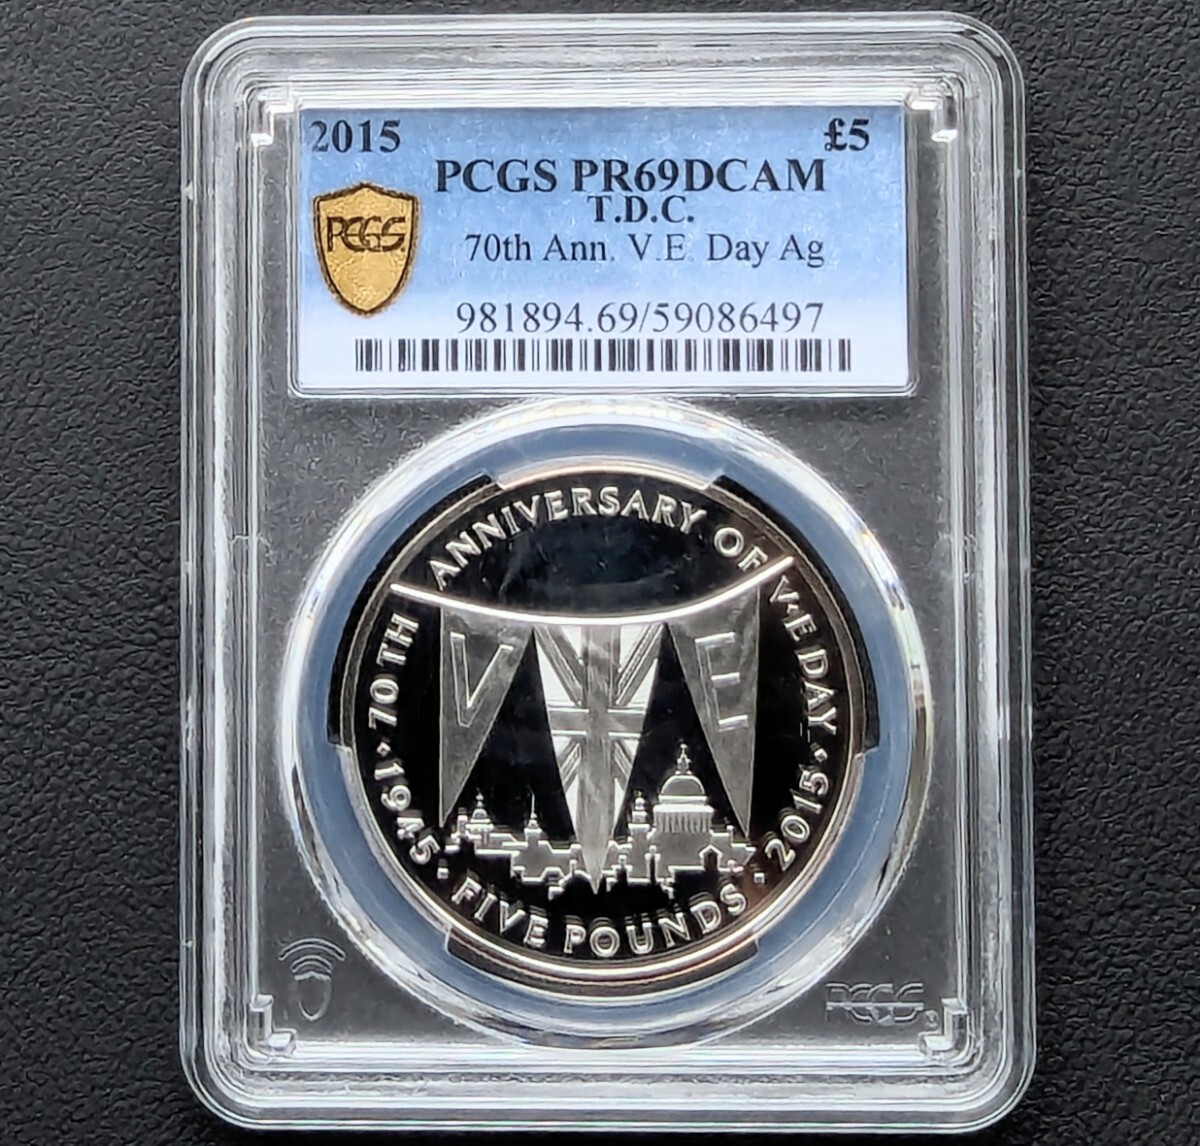 2015 £5
PCGS PR69DCAM
T.D.C.
70th Ann. V.E. Day Ag
PCGS
981894.69/59086497
· 1945 · 70TH ANNIVERSARY OF V·E DAY · 2015 ·
V E
FIVE POUNDS
PCGS